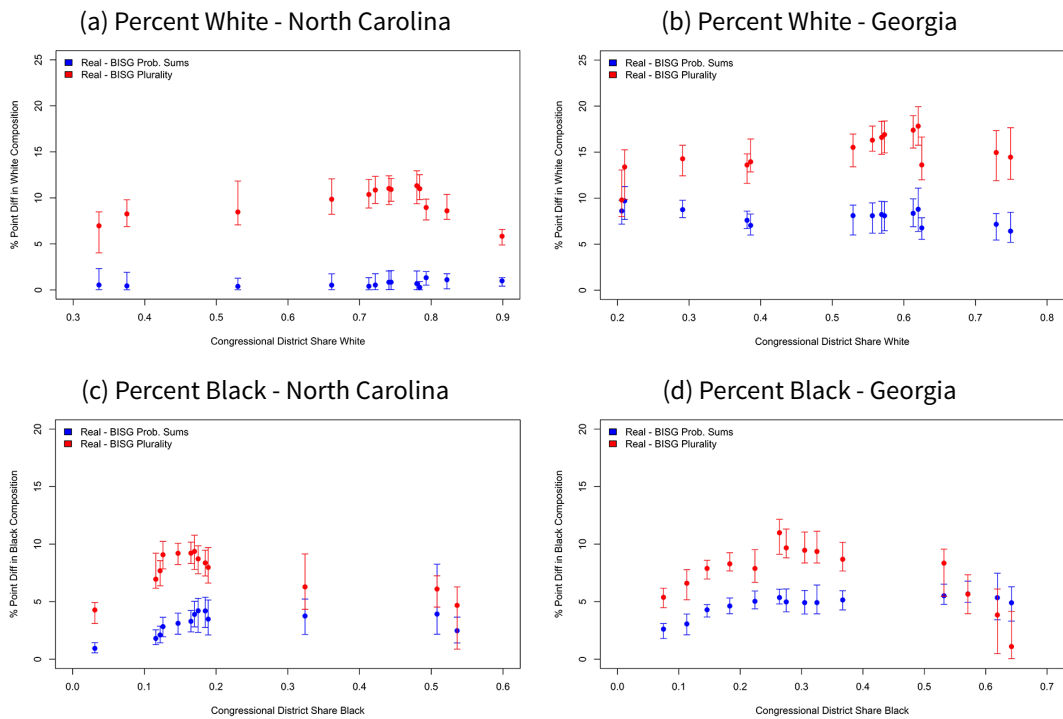 (a) Percent White - North Carolina
25
20
15
10
5
0
% Point Diff in White Composition
Real - BISG Prob. Sums
Real - BISG Plurality
0.3 0.4 0.5 0.6 0.7 0.8 0.9
Congressional District Share White
(b) Percent White - Georgia
25
20
15
10
5
0
% Point Diff in White Composition
Real - BISG Prob. Sums
Real - BISG Plurality
0.2 0.3 0.4 0.5 0.6 0.7 0.8
Congressional District Share White
(c) Percent Black - North Carolina
20
15
10
5
0
% Point Diff in Black Composition
Real - BISG Prob. Sums
Real - BISG Plurality
0.0 0.1 0.2 0.3 0.4 0.5 0.6
Congressional District Share Black
(d) Percent Black - Georgia
20
15
10
5
0
% Point Diff in Black Composition
Real - BISG Prob. Sums
Real - BISG Plurality
0.0 0.1 0.2 0.3 0.4 0.5 0.6 0.7
Congressional District Share Black